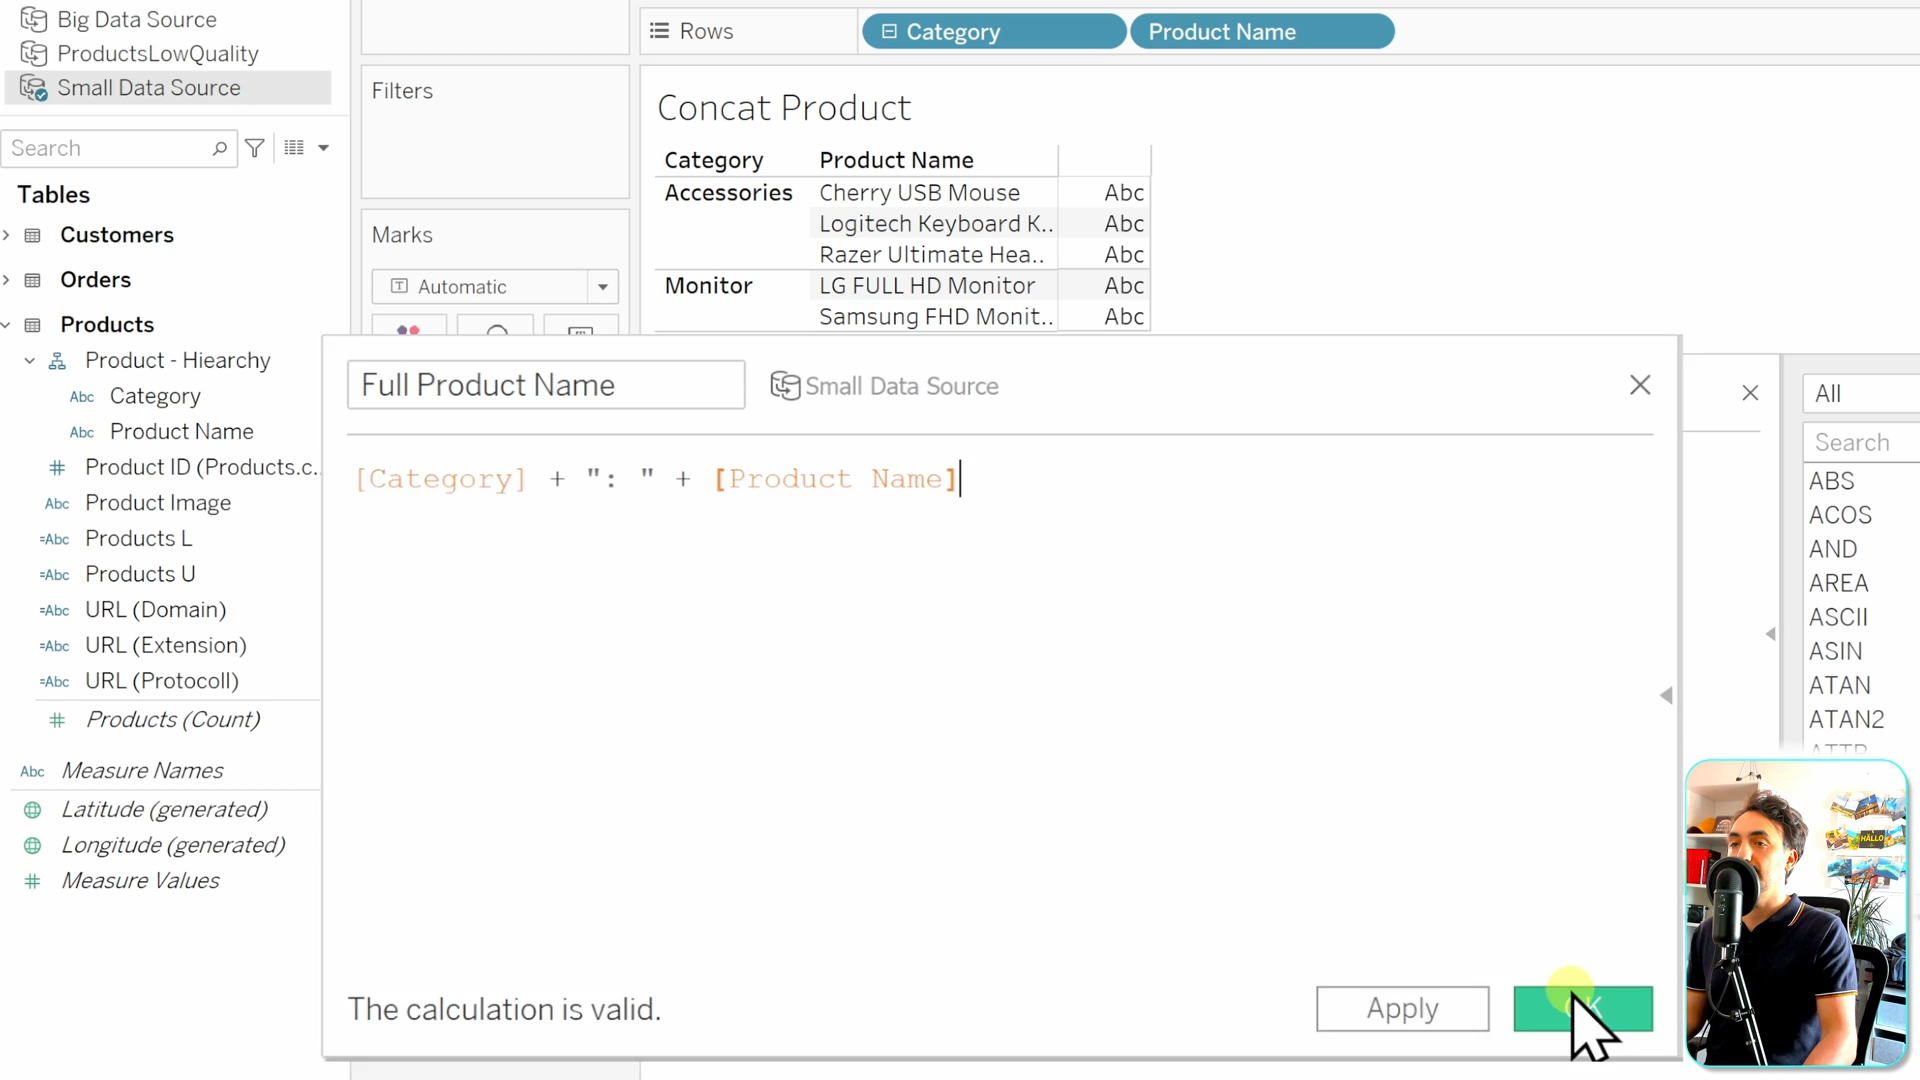 Big Data Source
ProductsLowQuality
Small Data Source
Search
Tables
Customers
Orders
Products
Product - Hiearchy
Abc Category
Abc Product Name
Product ID (Products.c..
Abc Product Image
=Abc Products L
=Abc Products U
=Abc URL (Domain)
=Abc URL (Extension)
=Abc URL (Protocoll)
Products (Count)
Abc Measure Names
Latitude (generated)
Longitude (generated)
Measure Values
Filters
Marks
Automatic
Rows
Category
Product Name
Concat Product
Category Product Name
Accessories Cherry USB Mouse Abc
Logitech Keyboard K.. Abc
Razer Ultimate Hea.. Abc
Monitor LG FULL HD Monitor Abc
Samsung FHD Monit.. Abc
Full Product Name
Small Data Source
[Category] + ": " + [Product Name]
The calculation is valid.
Apply
All
Search
ABS
ACOS
AND
AREA
ASCII
ASIN
ATAN
ATAN2
HALLO